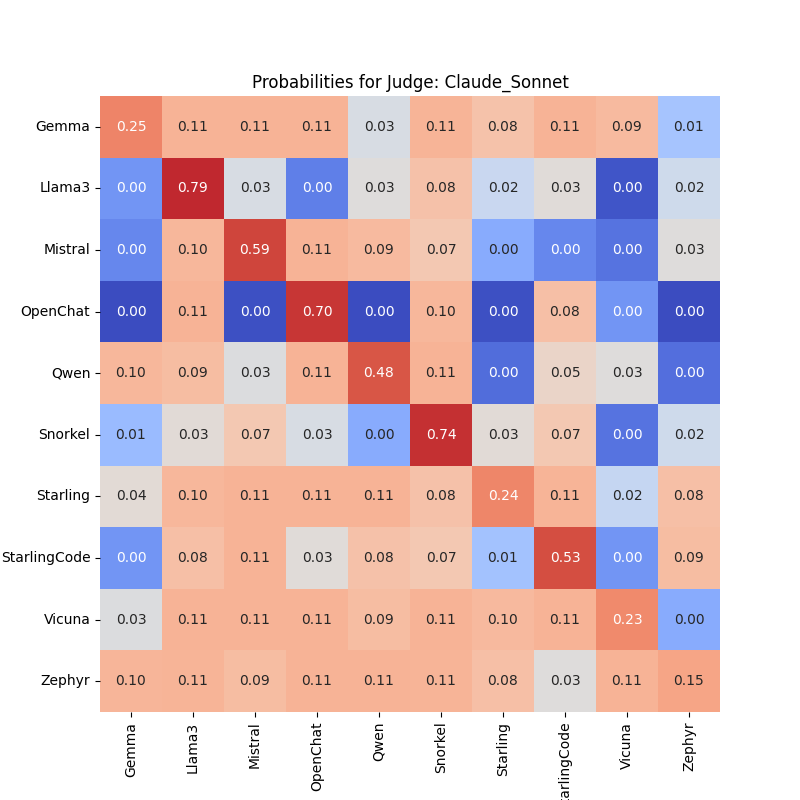 Probabilities for Judge: Claude_Sonnet
Gemma 0.25 0.11 0.11 0.11 0.03 0.11 0.08 0.11 0.09 0.01
Llama3 0.00 0.79 0.03 0.00 0.03 0.08 0.02 0.03 0.00 0.02
Mistral 0.00 0.10 0.59 0.11 0.09 0.07 0.00 0.00 0.00 0.03
OpenChat 0.00 0.11 0.00 0.70 0.00 0.10 0.00 0.08 0.00 0.00
Qwen 0.10 0.09 0.03 0.11 0.48 0.11 0.00 0.05 0.03 0.00
Snorkel 0.01 0.03 0.07 0.03 0.00 0.74 0.03 0.07 0.00 0.02
Starling 0.04 0.10 0.11 0.11 0.11 0.08 0.24 0.11 0.02 0.08
StarlingCode 0.00 0.08 0.11 0.03 0.08 0.07 0.01 0.53 0.00 0.09
Vicuna 0.03 0.11 0.11 0.11 0.09 0.11 0.10 0.11 0.23 0.00
Zephyr 0.10 0.11 0.09 0.11 0.11 0.11 0.08 0.03 0.11 0.15
Gemma Llama3 Mistral OpenChat Qwen Snorkel Starling arlingCode Vicuna Zephyr